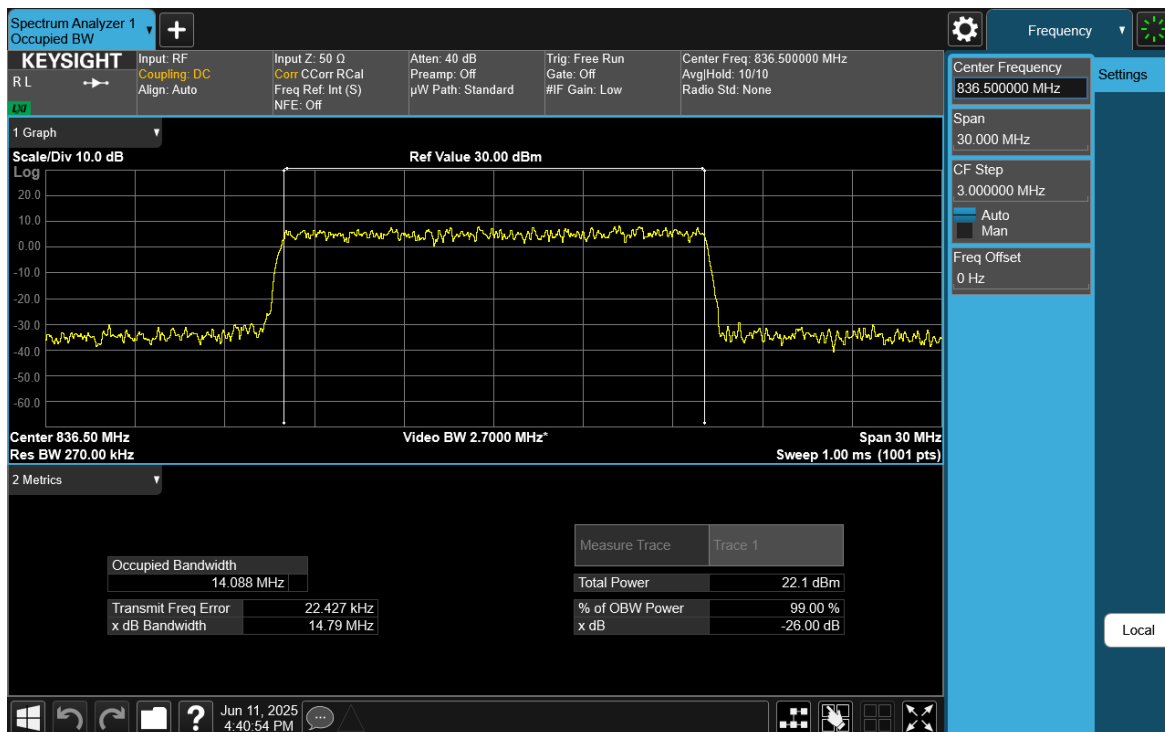 Spectrum Analyzer 1
Occupied BW
Frequency
KEYSIGHT
R L
LXI
Input: RF
Coupling: DC
Align: Auto
Input Z: 50 Ω
Corr CCorr RCal
Freq Ref: Int (S)
NFE: Off
Atten: 40 dB
Preamp: Off
µW Path: Standard
Trig: Free Run
Gate: Off
#IF Gain: Low
Center Freq: 836.500000 MHz
Avg|Hold: 10/10
Radio Std: None
Center Frequency
836.500000 MHz
Settings
Span
30.000 MHz
CF Step
3.000000 MHz
Auto
Man
Freq Offset
0 Hz
Local
1 Graph
Scale/Div 10.0 dB
Ref Value 30.00 dBm
Log
20.0
10.0
0.00
-10.0
-20.0
-30.0
-40.0
-50.0
-60.0
Center 836.50 MHz
Video BW 2.7000 MHz*
Span 30 MHz
Res BW 270.00 kHz
Sweep 1.00 ms (1001 pts)
2 Metrics
Measure Trace
Trace 1
Occupied Bandwidth
14.088 MHz
Total Power 22.1 dBm
Transmit Freq Error 22.427 kHz
% of OBW Power 99.00 %
x dB Bandwidth 14.79 MHz
x dB -26.00 dB
?
Jun 11, 2025
4:40:54 PM